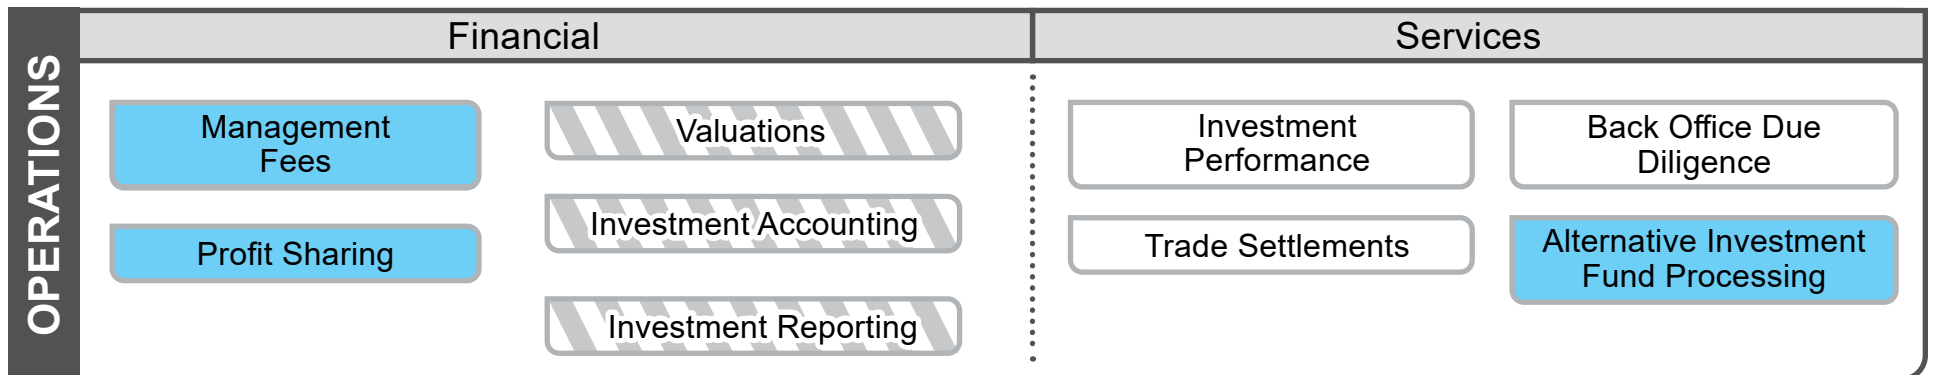 OPERATIONS
Financial
Services
Management
Fees
Profit Sharing
Valuations
Investment Accounting
Investment Reporting
Investment
Performance
Trade Settlements
Back Office Due
Diligence
Alternative Investment
Fund Processing